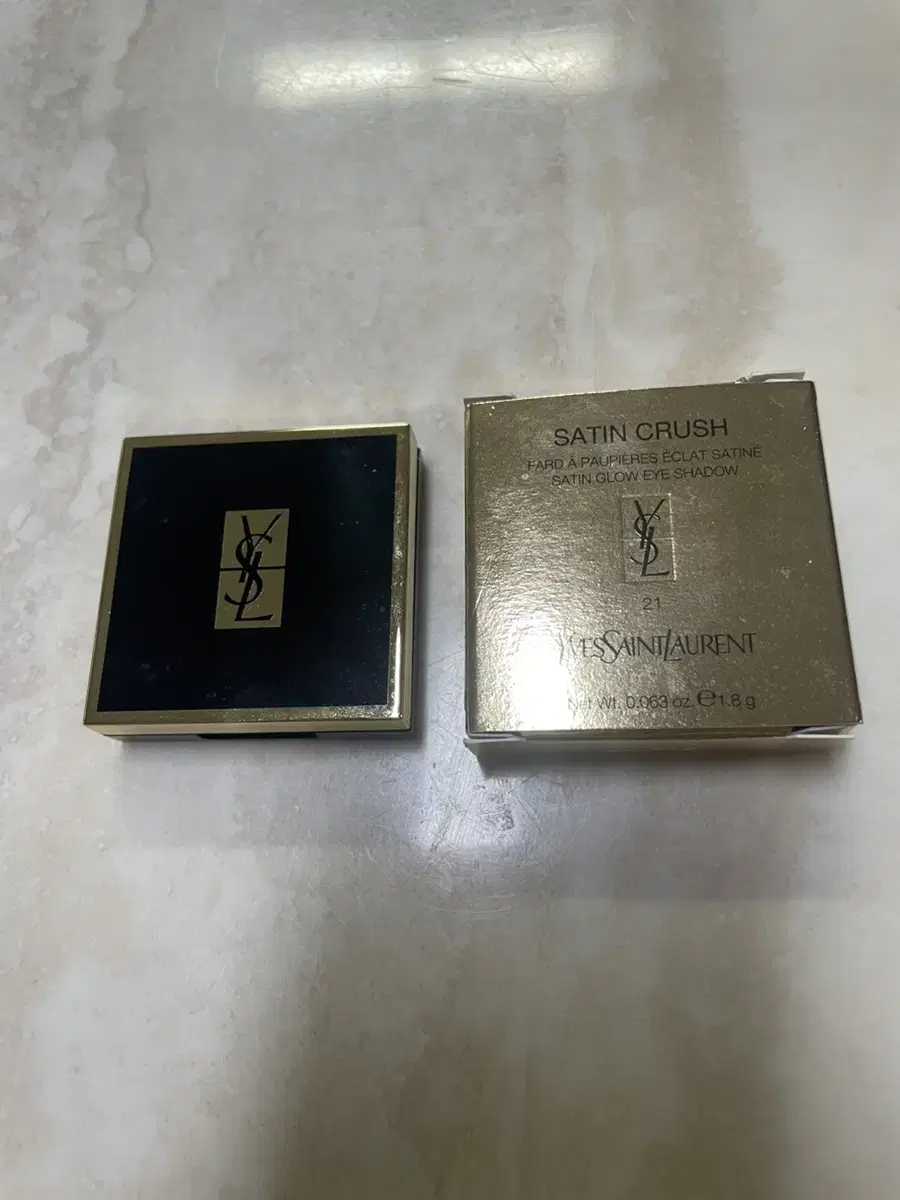 YSL
SATIN CRUSH
FARD À PAUPIÈRES ÉCLAT SATINÉ
SATIN GLOW EYE SHADOW
YSL
21
YVESSAINTLAURENT
Net Wt. 0.063 oz. ℮ 1.8 g